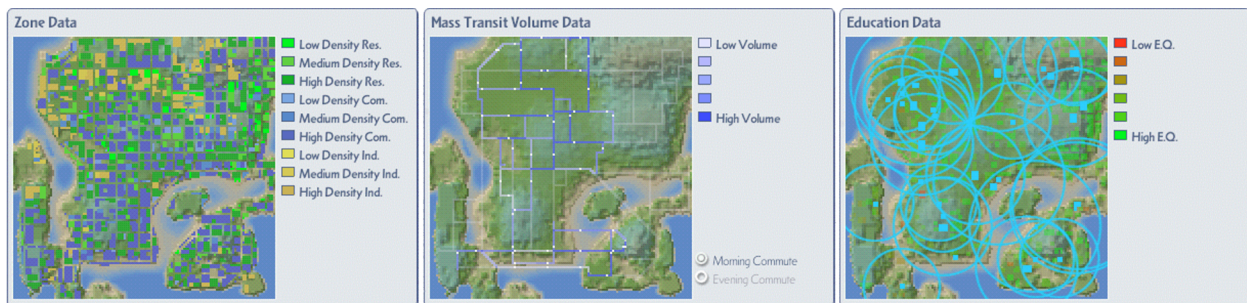 Zone Data
Low Density Res.
Medium Density Res.
High Density Res.
Low Density Com.
Medium Density Com.
High Density Com.
Low Density Ind.
Medium Density Ind.
High Density Ind.
Mass Transit Volume Data
Low Volume
High Volume
Morning Commute
Evening Commute
Education Data
Low E.Q.
High E.Q.